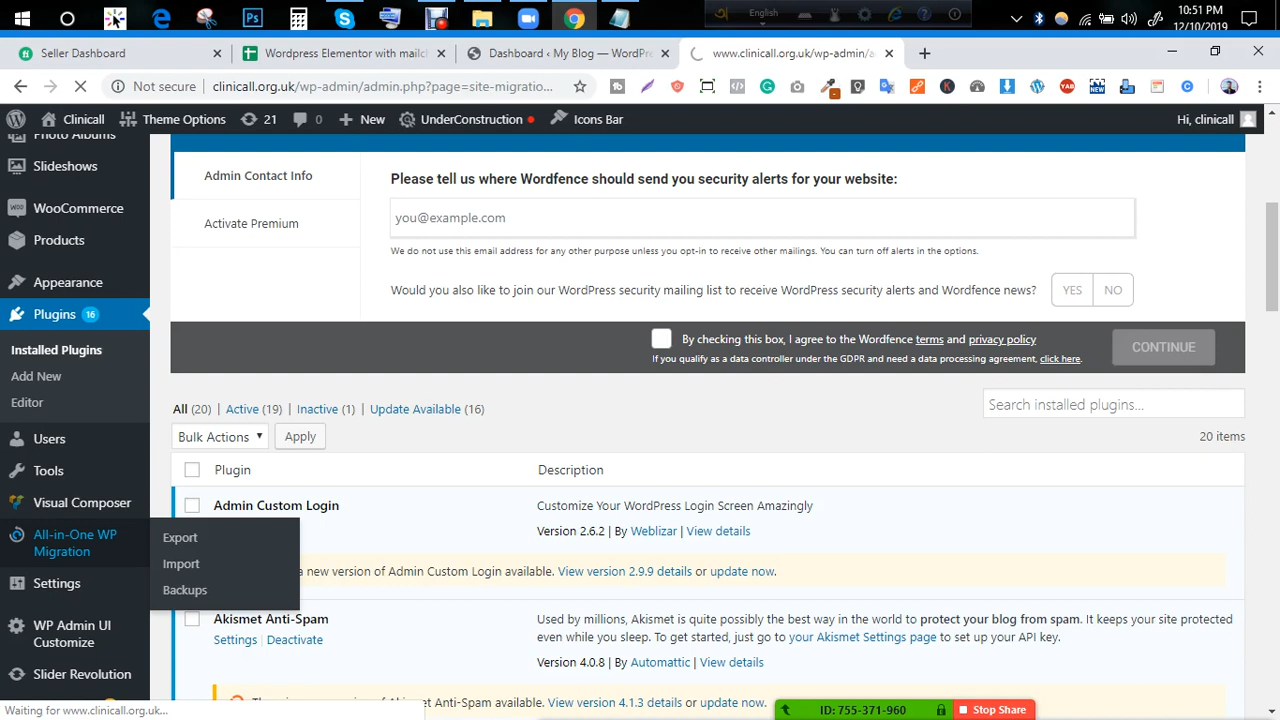 English
10:51 PM
12/10/2019
Seller Dashboard
Wordpress Elementor with mailch
Dashboard ‹ My Blog — WordPre
www.clinicall.org.uk/wp-admin/a
Not secure
clinicall.org.uk/wp-admin/admin.php?page=site-migratio...
Clinicall
Theme Options
21
0
New
UnderConstruction
Icons Bar
Hi, clinicall
Photo Albums
Slideshows
WooCommerce
Products
Appearance
Plugins 16
Installed Plugins
Add New
Editor
Users
Tools
Visual Composer
All-in-One WP
Migration
Settings
WP Admin UI
Customize
Slider Revolution
Export
Import
Backups
Admin Contact Info
Activate Premium
Please tell us where Wordfence should send you security alerts for your website:
you@example.com
We do not use this email address for any other purpose unless you opt-in to receive other mailings. You can turn off alerts in the options.
Would you also like to join our WordPress security mailing list to receive WordPress security alerts and Wordfence news?
YES
NO
By checking this box, I agree to the Wordfence terms and privacy policy
If you qualify as a data controller under the GDPR and need a data processing agreement, click here.
CONTINUE
All (20) | Active (19) | Inactive (1) | Update Available (16)
Search installed plugins...
Bulk Actions
Apply
20 items
Plugin
Description
Admin Custom Login
Customize Your WordPress Login Screen Amazingly
Version 2.6.2 | By Weblizar | View details
new version of Admin Custom Login available. View version 2.9.9 details or update now.
Akismet Anti-Spam
Settings | Deactivate
Used by millions, Akismet is quite possibly the best way in the world to protect your blog from spam. It keeps your site protected
even while you sleep. To get started, just go to your Akismet Settings page to set up your API key.
Version 4.0.8 | By Automattic | View details
There is a new version of Akismet Anti-Spam available. View version 4.1.3 details or update now.
Waiting for www.clinicall.org.uk...
ID: 755-371-960
Stop Share